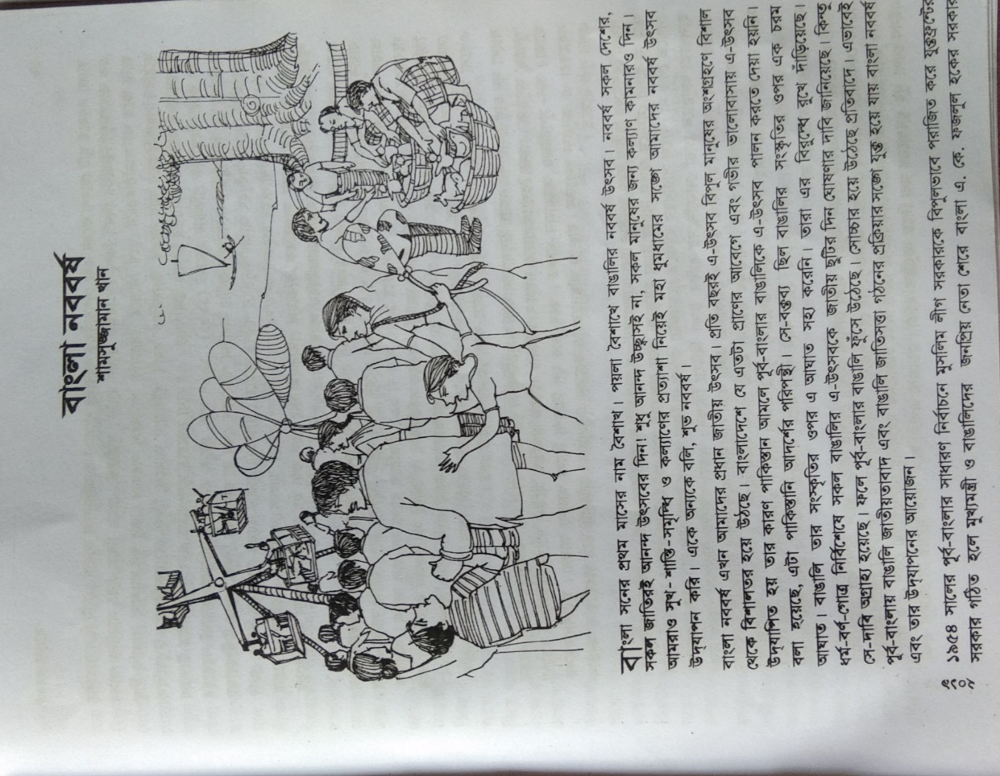 বাংলা নববর্ষ
শামসুজ্জামান খান
বাংলা সনের প্রথম মাসের নাম বৈশাখ। পয়লা বৈশাখে বাঙালির নববর্ষ উৎসব। নববর্ষ সকল দেশের,
সকল জাতিরই আনন্দ উৎসবের দিন। শুধু আনন্দ উচ্ছ্বাসই না, সকল মানুষের জন্য কল্যাণ কামনারও দিন।
আমরাও সুখ-শান্তি-সমৃদ্ধি ও কল্যাণের প্রত্যাশা নিয়েই মহা ধুমধামের সঙ্গে আমাদের নববর্ষ উৎসব
উদ্‌যাপন করি। একে অন্যকে বলি, শুভ নববর্ষ।
বাংলা নববর্ষ এখন আমাদের প্রধান জাতীয় উৎসব। প্রতি বছরই এ-উৎসব বিপুল মানুষের অংশগ্রহণে বিশাল
থেকে বিশালতর হয়ে উঠছে। বাংলাদেশে যে এতটা প্রাণের আবেগে এবং গভীর ভালোবাসায় এ-উৎসব
উদ্‌যাপিত হয় তার কারণ পাকিস্তান আমলে পূর্ব-বাংলার বাঙালিকে এ-উৎসব পালন করতে দেয়া হয়নি।
বলা হয়েছে, এটা পাকিস্তানি আদর্শের পরিপন্থী। সে-বক্তব্য ছিল বাঙালির সংস্কৃতির ওপর এক চরম
আঘাত। বাঙালি তার সংস্কৃতির ওপর এ আঘাত সহ্য করেনি। তারা এর বিরুদ্ধে রুখে দাঁড়িয়েছে।
ধর্ম-বর্ণ-গোত্র নির্বিশেষে সকল বাঙালির এ-উৎসবকে জাতীয় ছুটির দিন ঘোষণার দাবি জানিয়েছে। কিন্তু
সে-দাবি অগ্রাহ্য হয়েছে। ফলে পূর্ব-বাংলার বাঙালি ফুঁসে উঠেছে। সোচ্চার হয়ে উঠেছে প্রতিবাদে। এভাবেই
পূর্ব-বাংলায় বাঙালি জাতীয়তাবাদ এবং বাঙালি জাতিসত্তা গঠনের প্রক্রিয়ার সঙ্গে যুক্ত হয়ে যায় বাংলা নববর্ষ
এবং তার উদ্‌যাপনের আয়োজন।
১৯৫৪ সালের পূর্ব-বাংলার সাধারণ নির্বাচনে মুসলিম লীগ সরকারকে বিপুলভাবে পরাজিত করে যুক্তফ্রন্টের
সরকার গঠিত হলে মুখ্যমন্ত্রী ও বাঙালিদের জনপ্রিয় নেতা শেরে বাংলা এ. কে. ফজলুল হকের সরকার